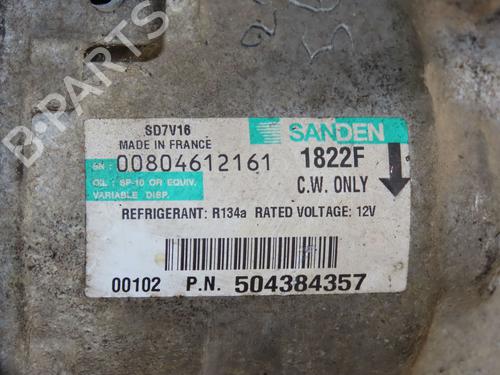 SD7V16
SANDEN
MADE IN FRANCE
SN: 00804612161
1822F
OIL : SP-10 OR EQUIV.
VARIABLE DISP.
C.W. ONLY
REFRIGERANT: R134a RATED VOLTAGE: 12V
00102 P.N. 504384357